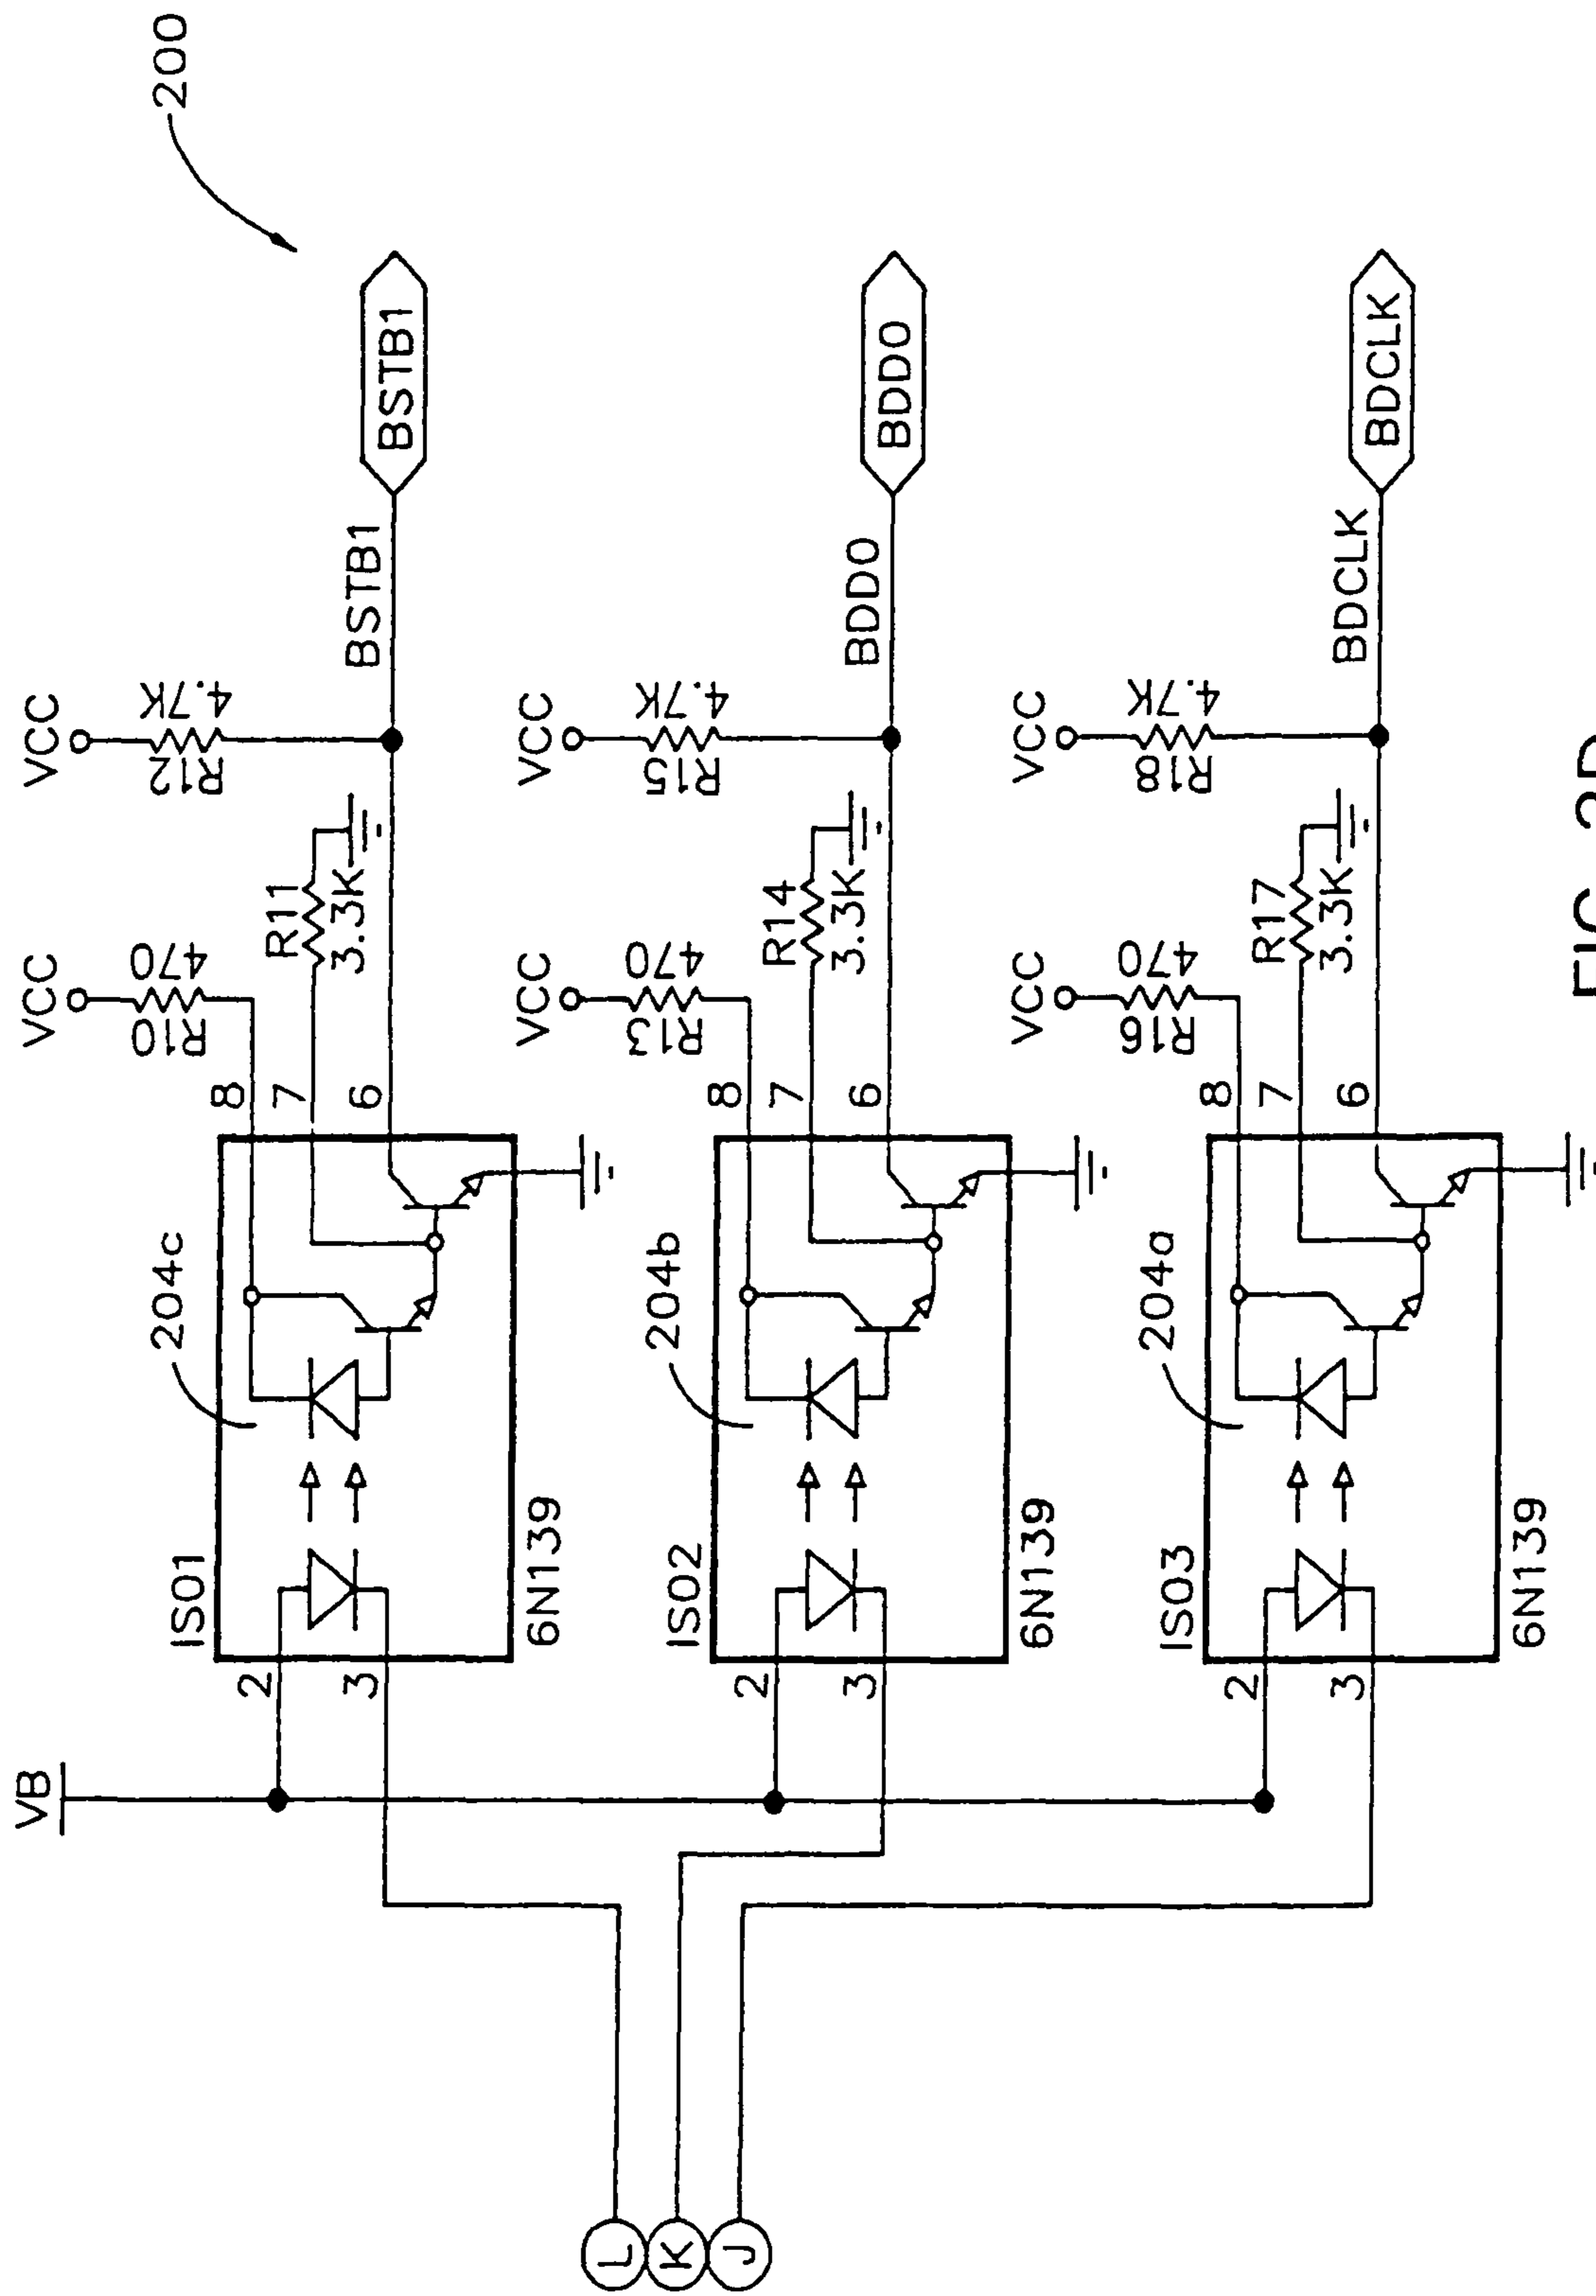 VB
VCC
VCC
R10
470
R12
4.7K
200
204c
ISO1
2
3
8
7
6
R11
3.3K
BSTB1
BSTB1
6N139
VCC
VCC
R13
470
R15
4.7K
204b
ISO2
2
3
8
7
6
R14
3.3K
BDD0
BDD0
6N139
L
K
J
VCC
VCC
R16
470
R18
4.7K
204a
ISO3
2
3
8
7
6
R17
3.3K
BDCLK
BDCLK
6N139